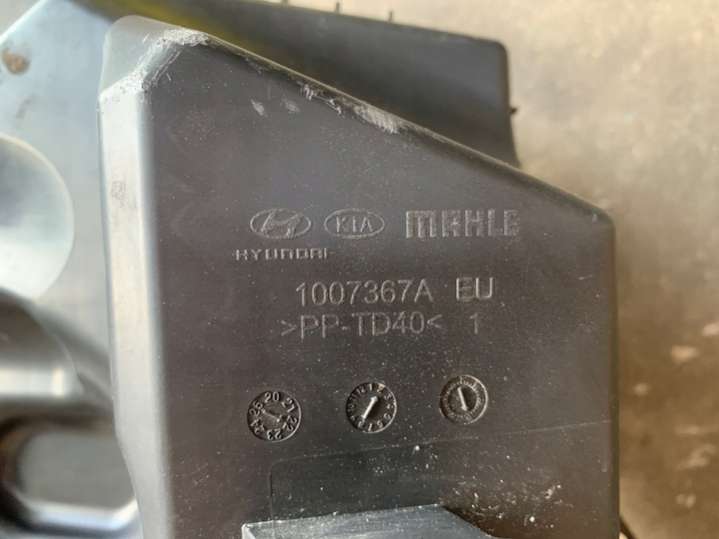 KIA MAHLE
HYUNDAI
1007367A EU
>PP-TD40< 1